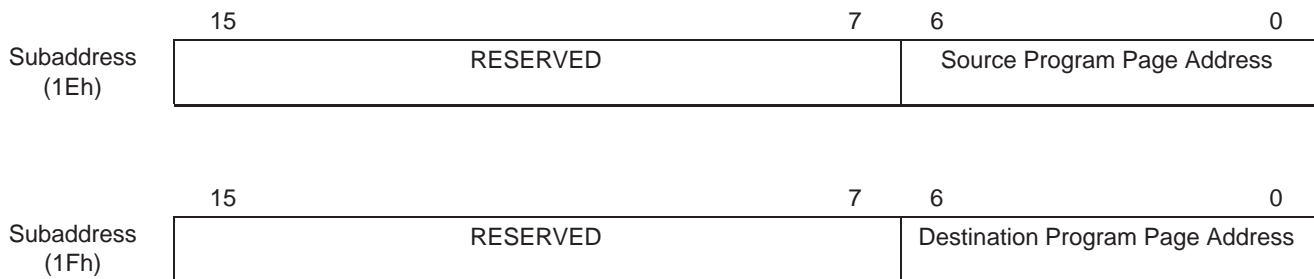 15 7 6 0
Subaddress
(1Eh)
RESERVED
Source Program Page Address
15 7 6 0
Subaddress
(1Fh)
RESERVED
Destination Program Page Address